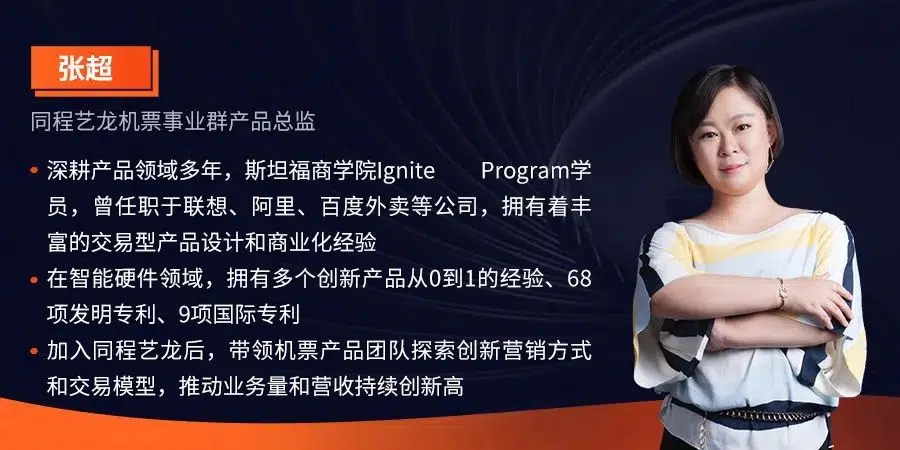 张超
同程艺龙机票事业群产品总监
• 深耕产品领域多年，斯坦福商学院Ignite Program学
员，曾任职于联想、阿里、百度外卖等公司，拥有着丰
富的交易型产品设计和商业化经验
• 在智能硬件领域，拥有多个创新产品从0到1的经验、68
项发明专利、9项国际专利
• 加入同程艺龙后，带领机票产品团队探索创新营销方式
和交易模型，推动业务量和营收持续创新高